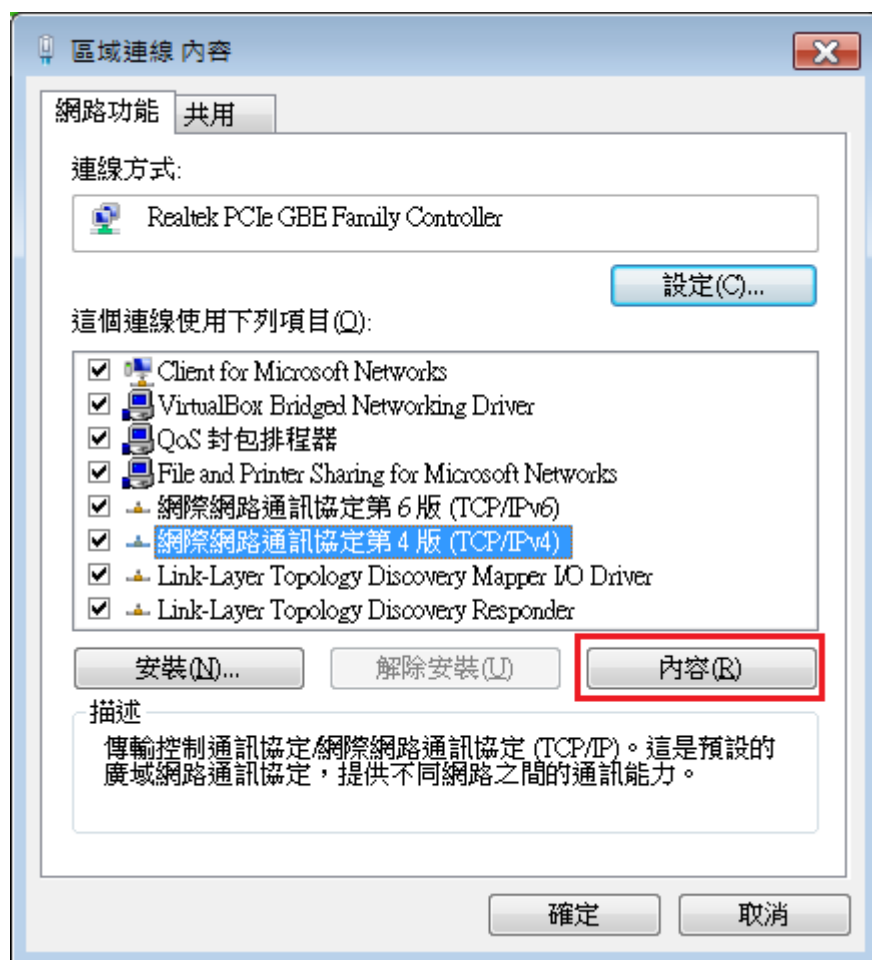 區域連線 內容
網路功能
共用
連線方式:
Realtek PCIe GBE Family Controller
設定(C)...
這個連線使用下列項目(O):
Client for Microsoft Networks
VirtualBox Bridged Networking Driver
QoS 封包排程器
File and Printer Sharing for Microsoft Networks
網際網路通訊協定第 6 版 (TCP/IPv6)
網際網路通訊協定第 4 版 (TCP/IPv4)
Link-Layer Topology Discovery Mapper I/O Driver
Link-Layer Topology Discovery Responder
安裝(N)...
解除安裝(U)
內容(R)
描述
傳輸控制通訊協定/網際網路通訊協定 (TCP/IP)。這是預設的
廣域網路通訊協定，提供不同網路之間的通訊能力。
確定
取消